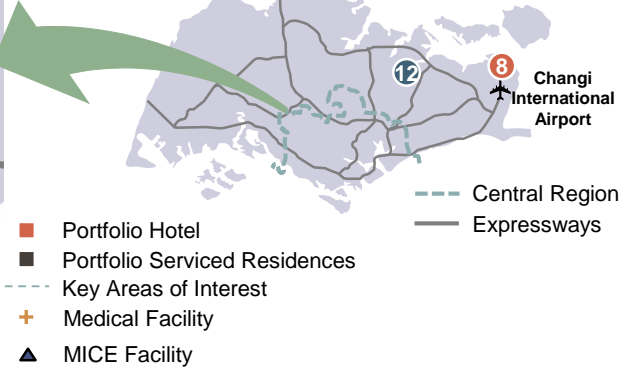 12
8
Changi
International
Airport
Central Region
Expressways
Portfolio Hotel
Portfolio Serviced Residences
Key Areas of Interest
Medical Facility
MICE Facility